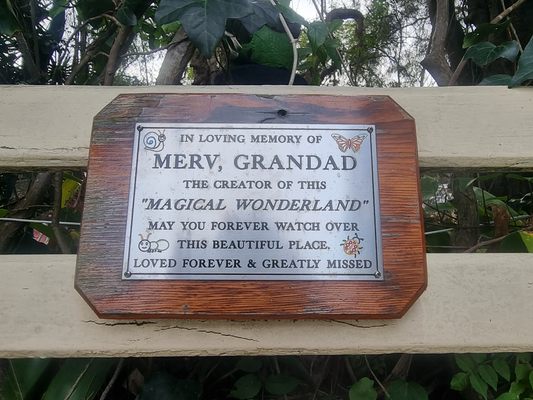 IN LOVING MEMORY OF
MERV, GRANDAD
THE CREATOR OF THIS
"MAGICAL WONDERLAND"
MAY YOU FOREVER WATCH OVER
THIS BEAUTIFUL PLACE.
LOVED FOREVER & GREATLY MISSED